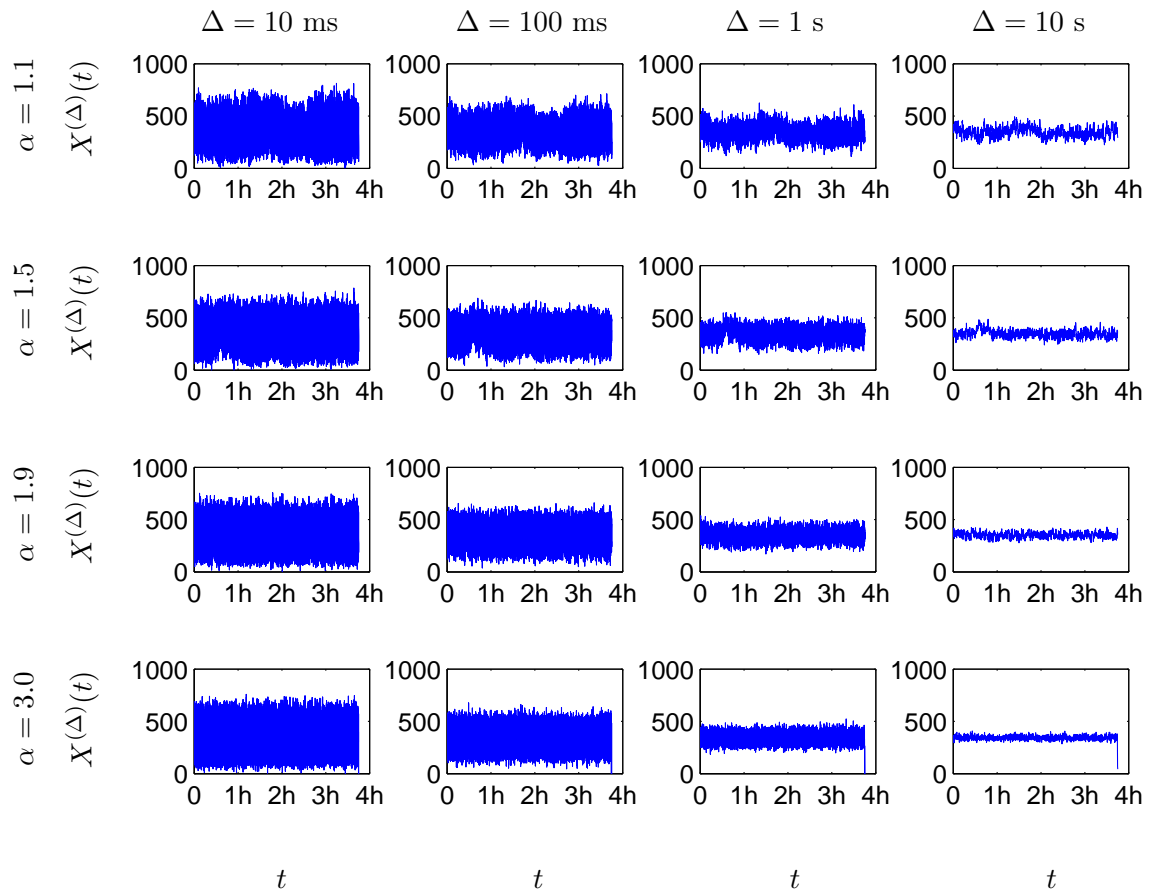 Δ = 10 ms Δ = 100 ms Δ = 1 s Δ = 10 s
α = 1.1
X^(Δ)(t)
1000 1000 1000 1000
500 500 500 500
0 0 0 0
0 1h 2h 3h 4h 0 1h 2h 3h 4h 0 1h 2h 3h 4h 0 1h 2h 3h 4h
α = 1.5
X^(Δ)(t)
1000 1000 1000 1000
500 500 500 500
0 0 0 0
0 1h 2h 3h 4h 0 1h 2h 3h 4h 0 1h 2h 3h 4h 0 1h 2h 3h 4h
α = 1.9
X^(Δ)(t)
1000 1000 1000 1000
500 500 500 500
0 0 0 0
0 1h 2h 3h 4h 0 1h 2h 3h 4h 0 1h 2h 3h 4h 0 1h 2h 3h 4h
α = 3.0
X^(Δ)(t)
1000 1000 1000 1000
500 500 500 500
0 0 0 0
0 1h 2h 3h 4h 0 1h 2h 3h 4h 0 1h 2h 3h 4h 0 1h 2h 3h 4h
t t t t